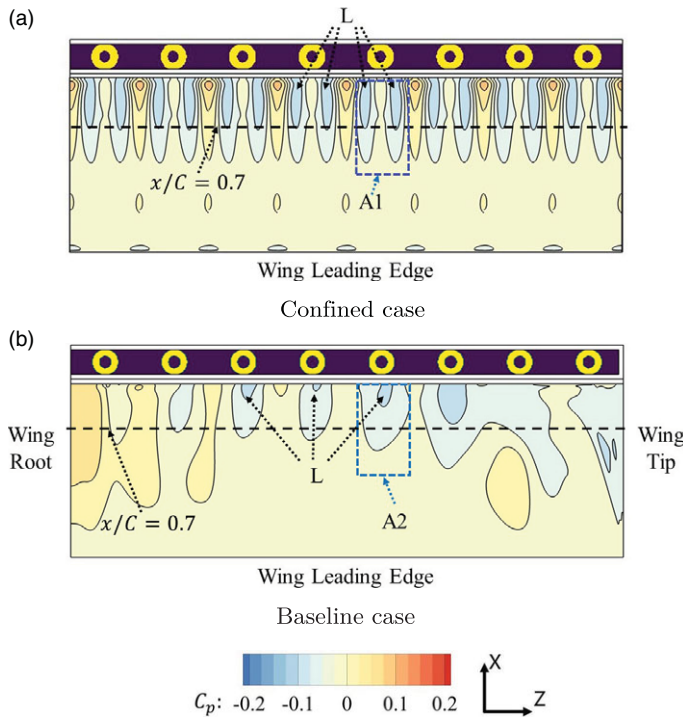 (a)
L
x/C = 0.7
A1
Wing Leading Edge
Confined case
(b)
Wing
Root
Wing
Tip
L
x/C = 0.7
A2
Wing Leading Edge
Baseline case
C_p: -0.2 -0.1 0 0.1 0.2
X
Z